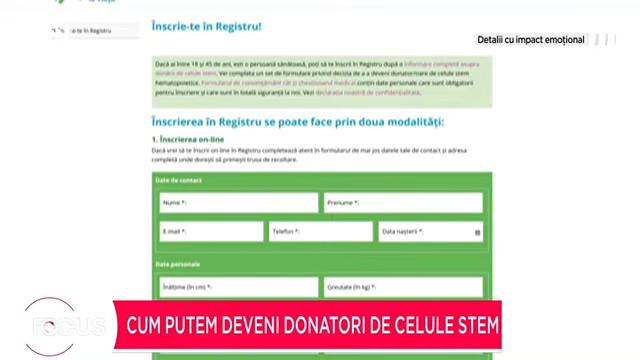 Înscrie-te în Registru!
Detalii cu impact emoțional
Dacă ai între 18 și 45 de ani, ești o persoană sănătoasă, poți să te înscrii în Registru după o informare completă asupra
donării de celule stem. Vei completa un set de formulare privind decizia de a a deveni donator/oare de celule stem
hematopoietice. Formularul de consimțământ cât și chestionarul medical conțin date personale care sunt obligatorii
pentru înscriere și care sunt în totală siguranță la noi. Vezi declarația noastră de confidențialitate.
Înscrierea în Registru se poate face prin doua modalități:
1. Înscrierea on-line
Dacă vrei să te înscrii on-line în Registru completează atent în formularul de mai jos datele tale de contact și adresa
completă unde dorești să primești trusa de recoltare.
Date de contact
Nume *:
Prenume *:
E-mail *:
Telefon *:
Data nașterii *:
Date personale
Înălțime (în cm) *:
Greutate (în kg) *:
FOCUS
CUM PUTEM DEVENI DONATORI DE CELULE STEM